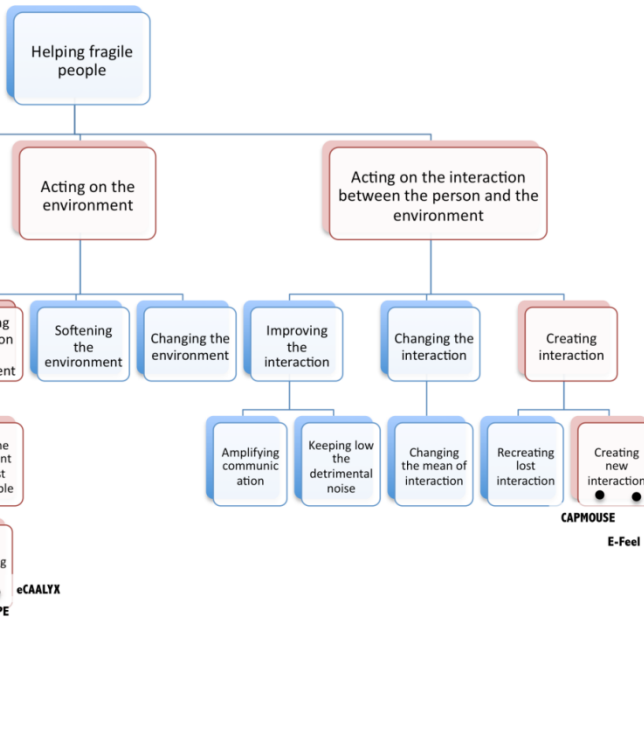 Helping fragile
people
Acting on the
environment
Acting on the interaction
between the person and the
environment
Softening
the
environment
Changing the
environment
Improving
the
interaction
Changing the
interaction
Creating
interaction
Amplifying
communic
ation
Keeping low
the
detrimental
noise
Changing
the mean of
interaction
Recreating
lost
interaction
Creating
new
interaction
CAPMOUSE
E-Feel
eCAALYX